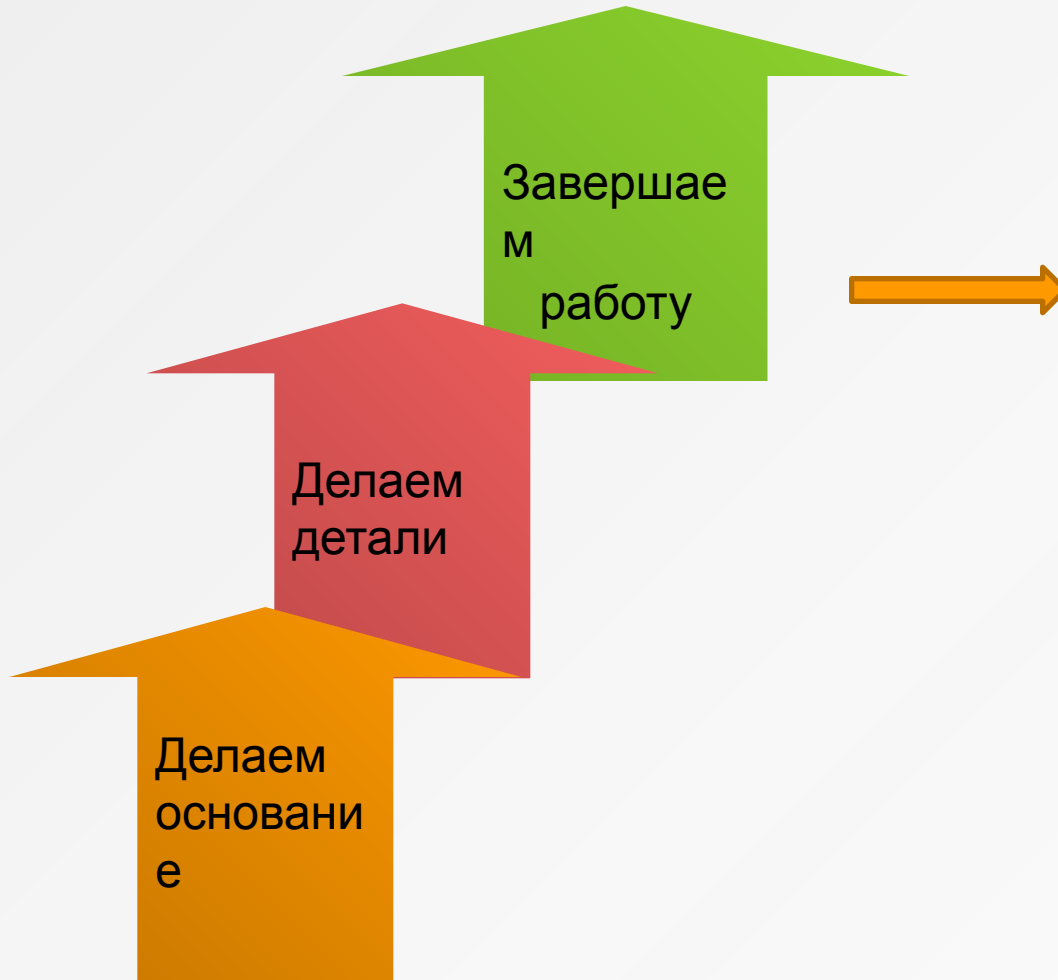 Завершае
м
работу
Делаем
детали
Делаем
основани
е